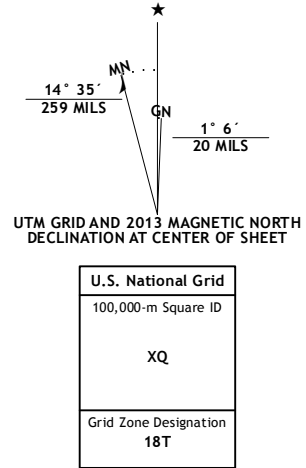 ★
MN
GN
14° 35´
259 MILS
1° 6´
20 MILS
UTM GRID AND 2013 MAGNETIC NORTH
DECLINATION AT CENTER OF SHEET
U.S. National Grid
100,000-m Square ID
XQ
Grid Zone Designation
18T